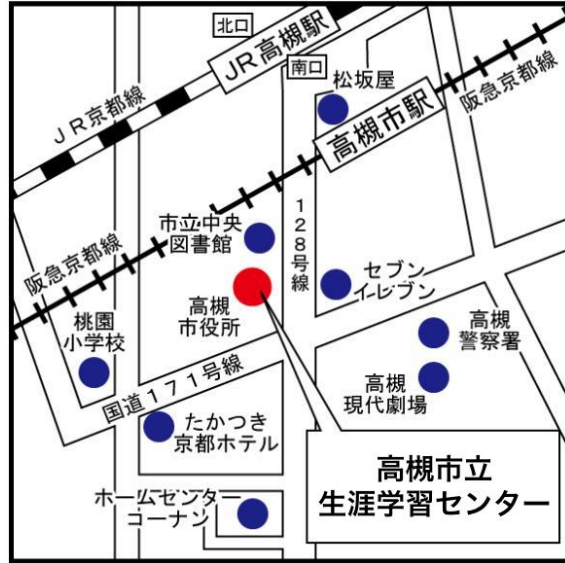 北口
JR高槻駅
南口
JR京都線
松坂屋
阪急京都線
高槻市駅
128号線
市立中央
図書館
阪急京都線
セブン
イレブン
高槻
市役所
桃園
小学校
高槻
警察署
高槻
現代劇場
国道171号線
たかつき
京都ホテル
高槻市立
生涯学習センター
ホームセンター
コーナン